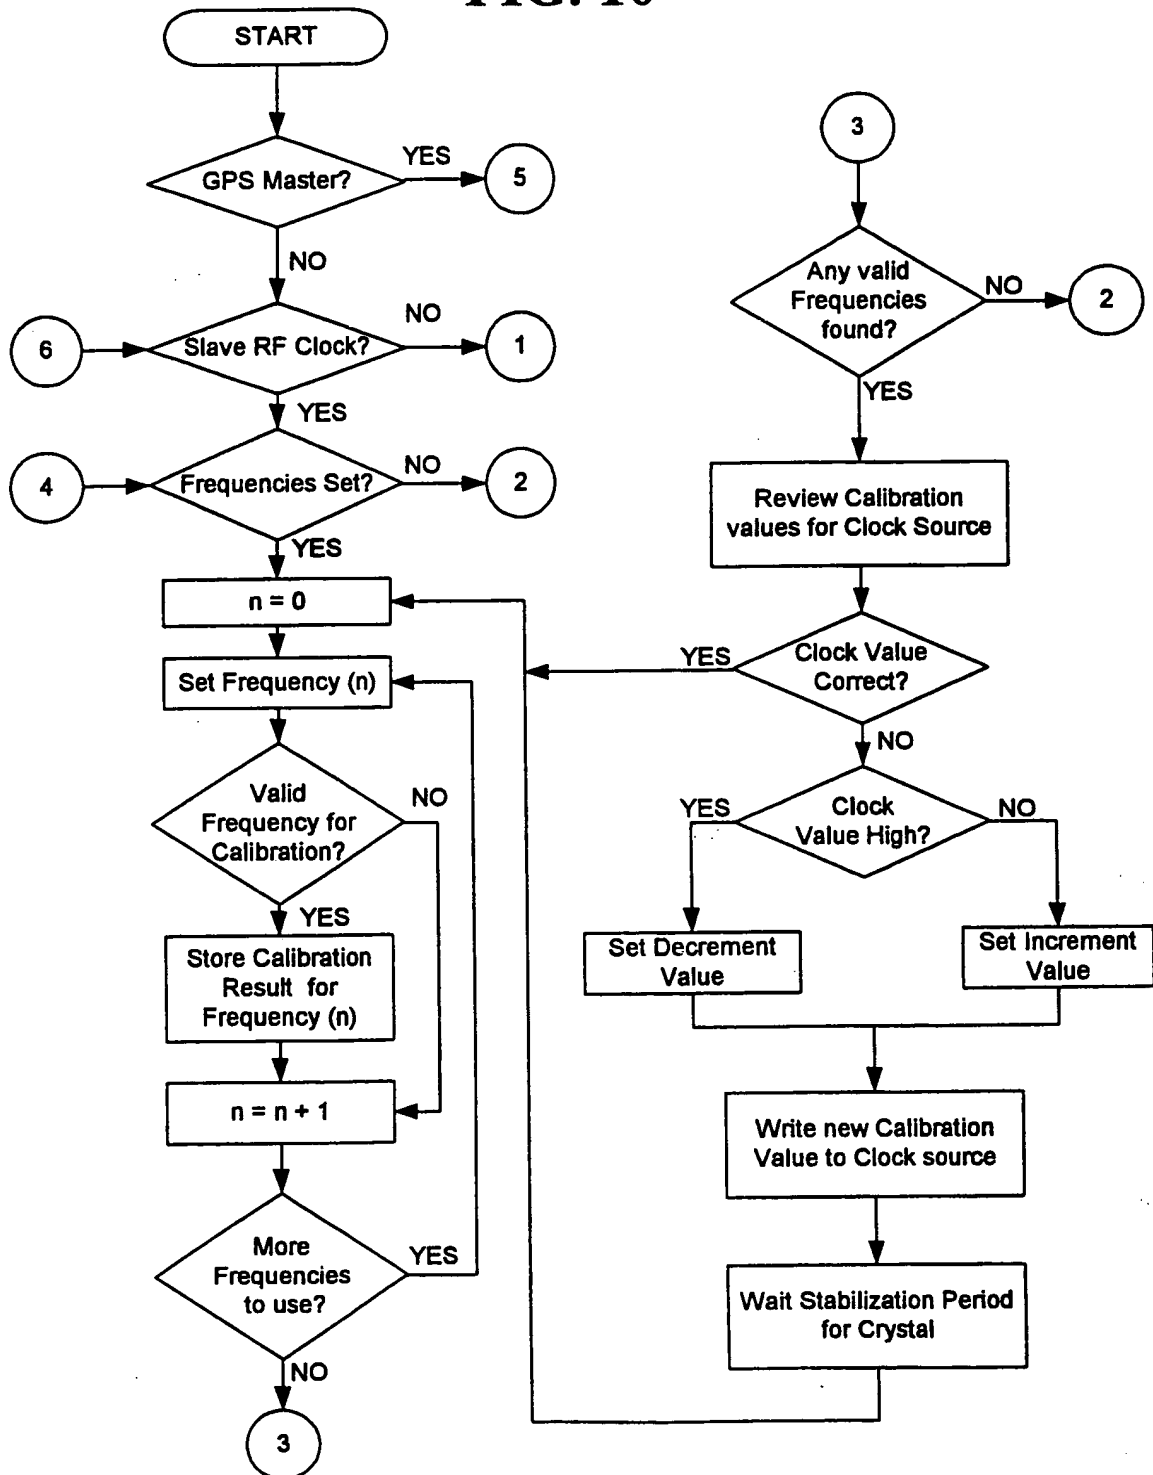 START
GPS Master?
YES
5
NO
6
Slave RF Clock?
NO
1
YES
4
Frequencies Set?
NO
2
YES
n = 0
Set Frequency (n)
Valid
Frequency for
Calibration?
NO
YES
Store Calibration
Result for
Frequency (n)
n = n + 1
More
Frequencies
to use?
YES
NO
3
3
Any valid
Frequencies
found?
NO
2
YES
Review Calibration
values for Clock Source
Clock Value
Correct?
YES
NO
Clock
Value High?
YES
NO
Set Decrement
Value
Set Increment
Value
Write new Calibration
Value to Clock source
Wait Stabilization Period
for Crystal